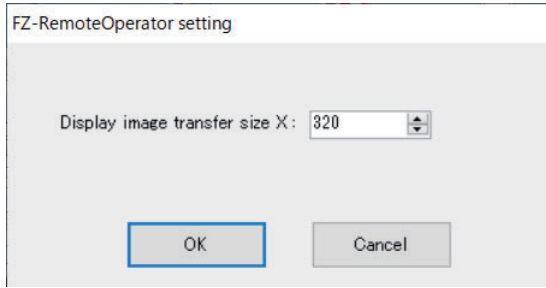 FZ-RemoteOperator setting
Display image transfer size X: 320
OK Cancel